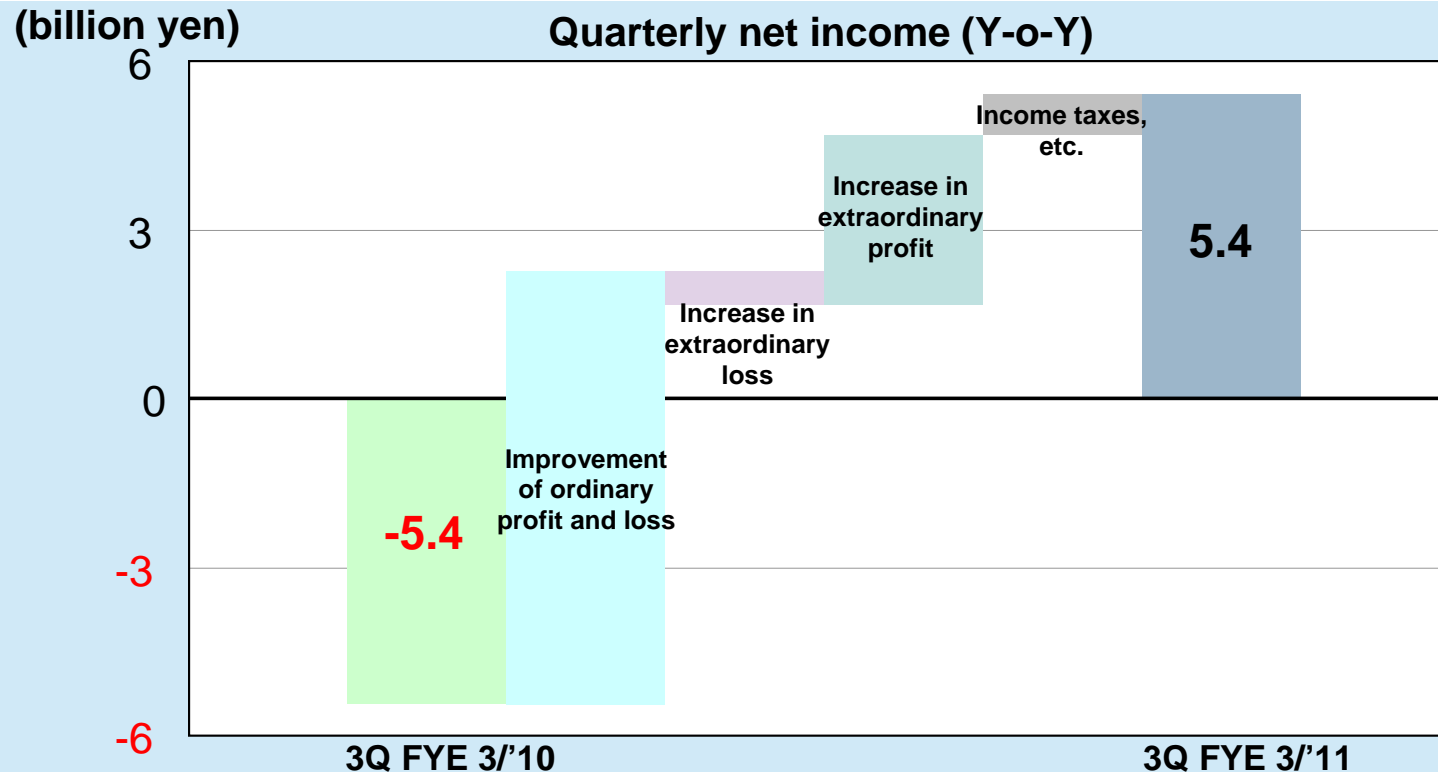 (billion yen)
Quarterly net income (Y-o-Y)
6
3
0
-3
-6
-5.4
Improvement
of ordinary
profit and loss
Increase in
extraordinary
loss
Increase in
extraordinary
profit
Income taxes,
etc.
5.4
3Q FYE 3/'10
3Q FYE 3/'11